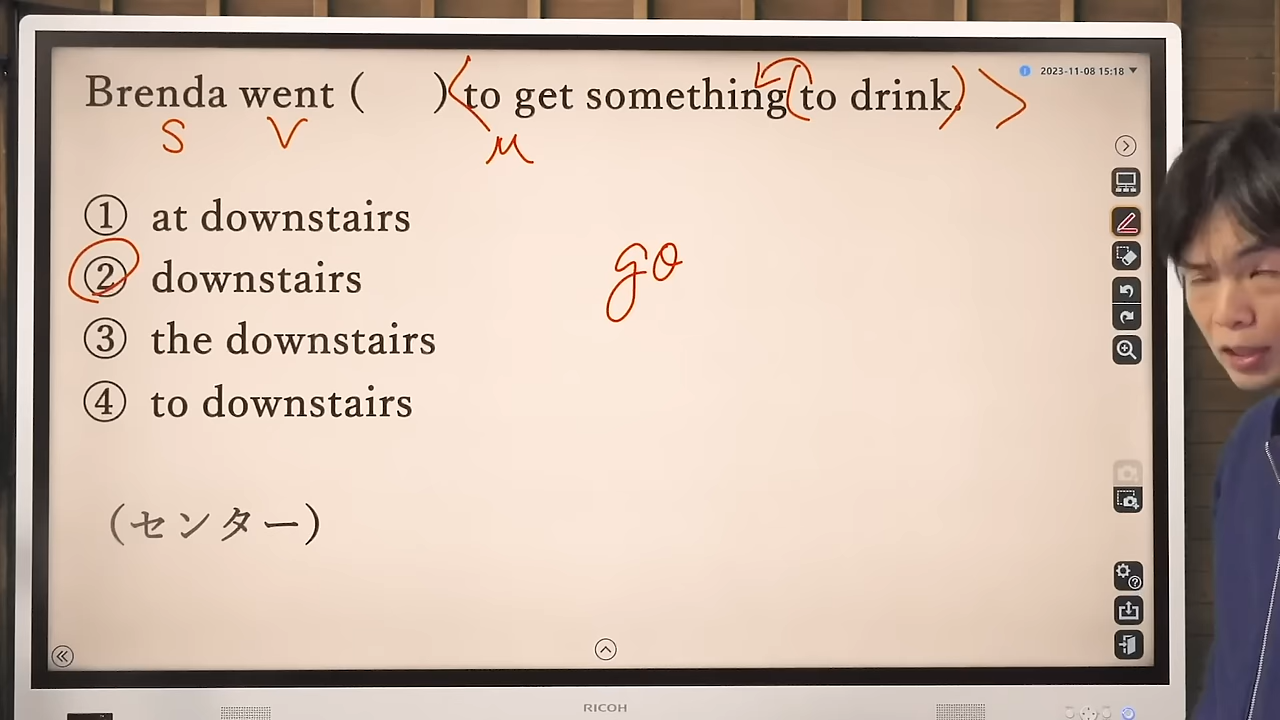 Brenda went (　　) to get something to drink.
S V M
① at downstairs
② downstairs
go
③ the downstairs
④ to downstairs
(センター)
2023-11-08 15:18
RICOH